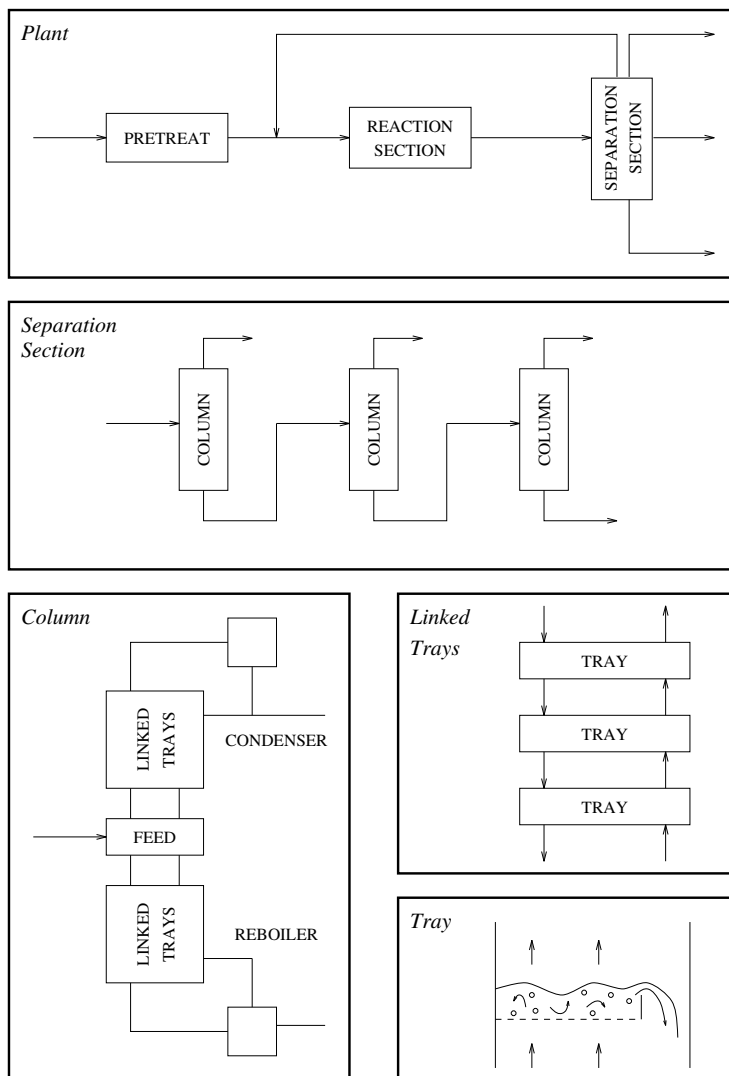 Plant
PRETREAT
REACTION
SECTION
SEPARATION
SECTION
Separation
Section
COLUMN
COLUMN
COLUMN
Column
LINKED
TRAYS
CONDENSER
FEED
LINKED
TRAYS
REBOILER
Linked
Trays
TRAY
TRAY
TRAY
Tray